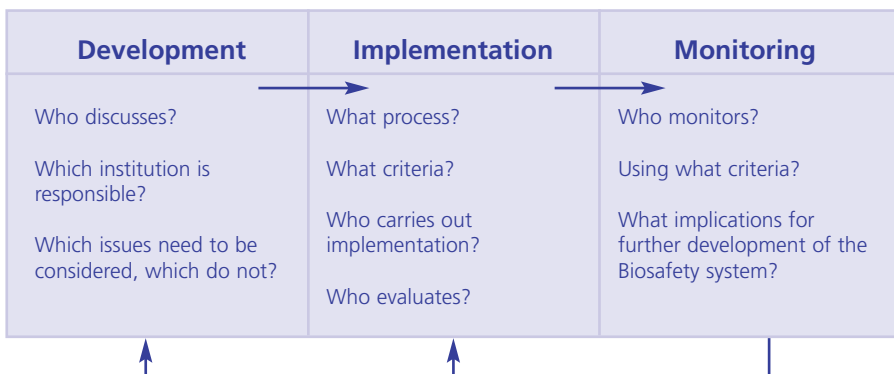 Development
Who discusses?
Which institution is
responsible?
Which issues need to be
considered, which do not?
Implementation
What process?
What criteria?
Who carries out
implementation?
Who evaluates?
Monitoring
Who monitors?
Using what criteria?
What implications for
further development of the
Biosafety system?